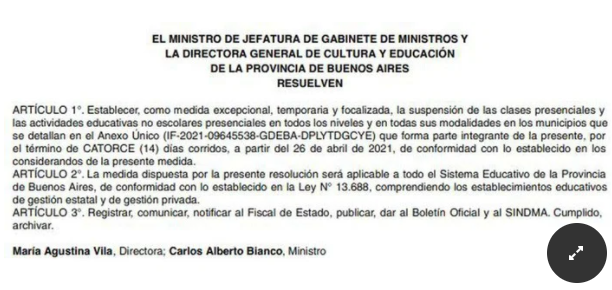 EL MINISTRO DE JEFATURA DE GABINETE DE MINISTROS Y
LA DIRECTORA GENERAL DE CULTURA Y EDUCACIÓN
DE LA PROVINCIA DE BUENOS AIRES
RESUELVEN
ARTÍCULO 1°. Establecer, como medida excepcional, temporaria y focalizada, la suspensión de las clases presenciales y
las actividades educativas no escolares presenciales en todos los niveles y en todas sus modalidades en los municipios que
se detallan en el Anexo Único (IF-2021-09645538-GDEBA-DPLYTDGCYE) que forma parte integrante de la presente, por
el término de CATORCE (14) días corridos, a partir del 26 de abril de 2021, de conformidad con lo establecido en los
considerandos de la presente medida.
ARTÍCULO 2°. La medida dispuesta por la presente resolución será aplicable a todo el Sistema Educativo de la Provincia
de Buenos Aires, de conformidad con lo establecido en la Ley N° 13.688, comprendiendo los establecimientos educativos
de gestión estatal y de gestión privada.
ARTÍCULO 3°. Registrar, comunicar, notificar al Fiscal de Estado, publicar, dar al Boletín Oficial y al SINDMA. Cumplido,
archivar.
María Agustina Vila, Directora; Carlos Alberto Bianco, Ministro